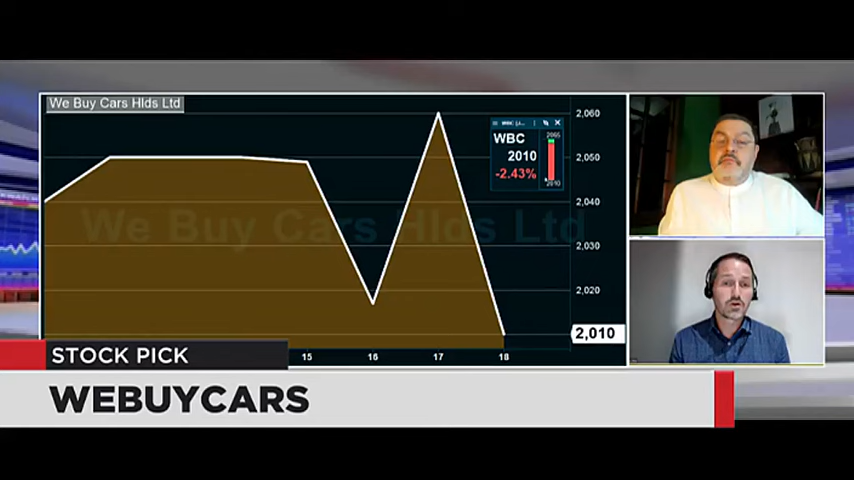 We Buy Cars Hlds Ltd
2,060
WBC
2065
2010
-2.43%
2010
2,050
2,040
We Buy Cars Hlds Ltd
2,030
2,020
2,010
15 16 17 18
STOCK PICK
WEBUYCARS